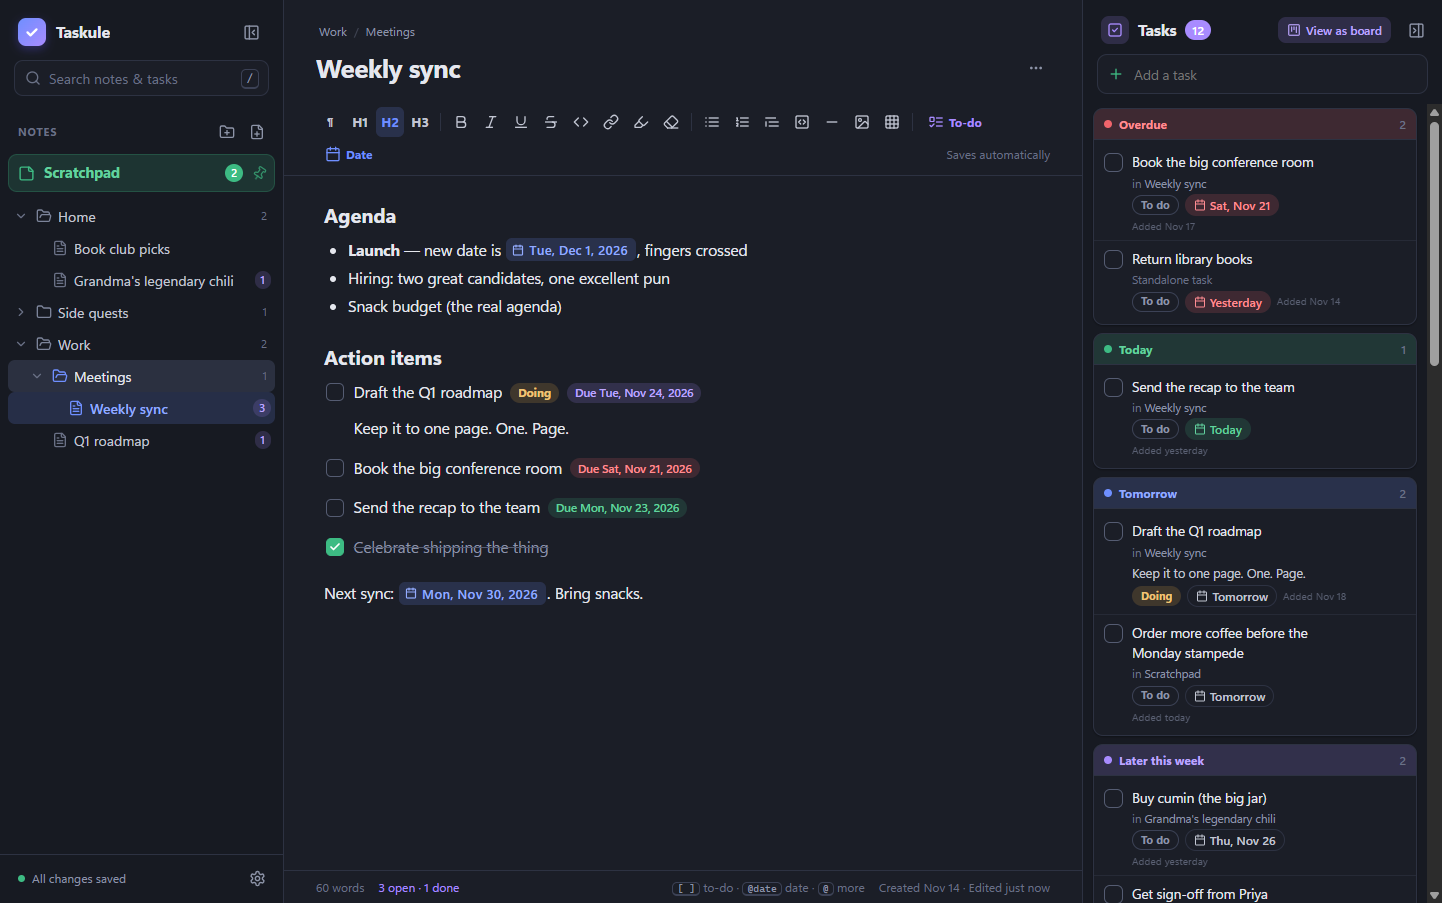 Taskule
Search notes & tasks /
NOTES
Scratchpad 2
Home 2
Book club picks
Grandma's legendary chili 1
Side quests 1
Work 2
Meetings 1
Weekly sync 3
Q1 roadmap 1
All changes saved
Work / Meetings
Weekly sync
¶ H1 H2 H3 B I U S To-do
Date Saves automatically
Agenda
Launch — new date is Tue, Dec 1, 2026 , fingers crossed
Hiring: two great candidates, one excellent pun
Snack budget (the real agenda)
Action items
Draft the Q1 roadmap Doing Due Tue, Nov 24, 2026
Keep it to one page. One. Page.
Book the big conference room Due Sat, Nov 21, 2026
Send the recap to the team Due Mon, Nov 23, 2026
Celebrate shipping the thing
Next sync: Mon, Nov 30, 2026 . Bring snacks.
60 words 3 open · 1 done [ ] to-do · @date date · @ more Created Nov 14 · Edited just now
Tasks 12 View as board
+ Add a task
Overdue 2
Book the big conference room
in Weekly sync
To do Sat, Nov 21
Added Nov 17
Return library books
Standalone task
To do Yesterday Added Nov 14
Today 1
Send the recap to the team
in Weekly sync
To do Today
Added yesterday
Tomorrow 2
Draft the Q1 roadmap
in Weekly sync
Keep it to one page. One. Page.
Doing Tomorrow Added Nov 18
Order more coffee before the
Monday stampede
in Scratchpad
To do Tomorrow
Added today
Later this week 2
Buy cumin (the big jar)
in Grandma's legendary chili
To do Thu, Nov 26
Added yesterday
Get sign-off from Priya